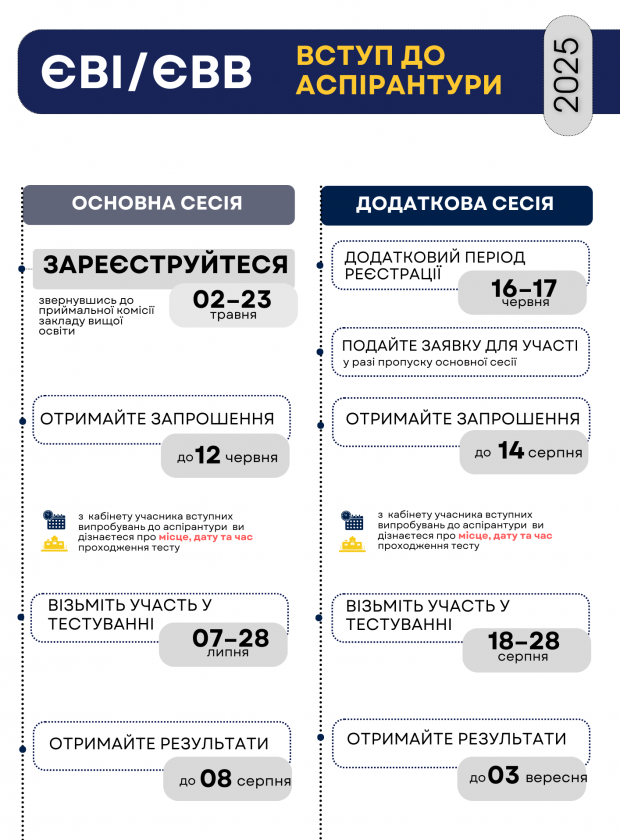 ЄВІ/ЄВВ
ВСТУП ДО
АСПІРАНТУРИ
2025
ОСНОВНА СЕСІЯ
ЗАРЕЄСТРУЙТЕСЯ
звернувшись до
приймальної комісії
закладу вищої
освіти
02–23
травня
ОТРИМАЙТЕ ЗАПРОШЕННЯ
до 12 червня
з кабінету учасника вступних
випробувань до аспірантури ви
дізнаєтеся про місце, дату та час
проходження тесту
ВІЗЬМІТЬ УЧАСТЬ У
ТЕСТУВАННІ
07–28
липня
ОТРИМАЙТЕ РЕЗУЛЬТАТИ
до 08 серпня
ДОДАТКОВА СЕСІЯ
ДОДАТКОВИЙ ПЕРІОД
РЕЄСТРАЦІЇ
16–17
червня
ПОДАЙТЕ ЗАЯВКУ ДЛЯ УЧАСТІ
у разі пропуску основної сесії
ОТРИМАЙТЕ ЗАПРОШЕННЯ
до 14 серпня
з кабінету учасника вступних
випробувань до аспірантури ви
дізнаєтеся про місце, дату та час
проходження тесту
ВІЗЬМІТЬ УЧАСТЬ У
ТЕСТУВАННІ
18–28
серпня
ОТРИМАЙТЕ РЕЗУЛЬТАТИ
до 03 вересня